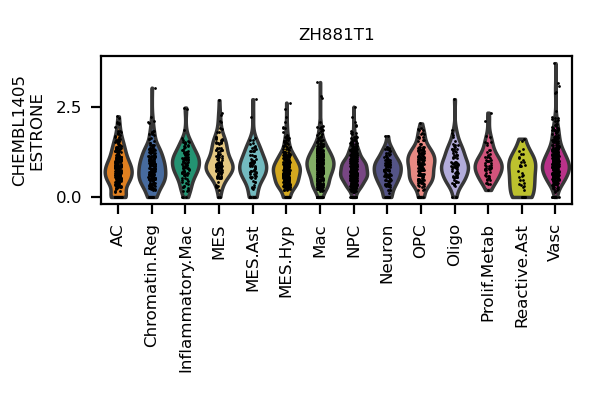 ZH881T1
CHEMBL1405
ESTRONE
2.5
0.0
AC
Chromatin.Reg
Inflammatory.Mac
MES
MES.Ast
MES.Hyp
Mac
NPC
Neuron
OPC
Oligo
Prolif.Metab
Reactive.Ast
Vasc